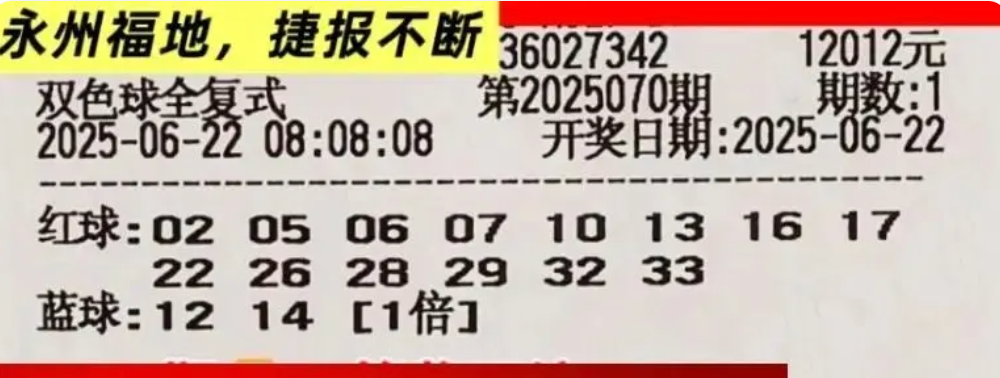 永州福地，捷报不断
36027342 12012元
双色球全复式 第2025070期 期数:1
2025-06-22 08:08:08 开奖日期:2025-06-22
红球:02 05 06 07 10 13 16 17
22 26 28 29 32 33
蓝球:12 14 [1倍]